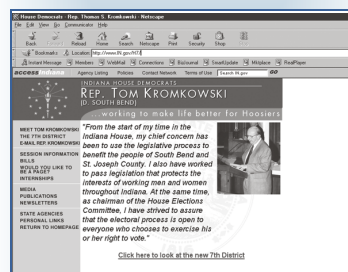 House Democrats - Rep. Thomas S. Kromkowski - Netscape
File Edit View Go Communicator Help
Back Reload Home Search Netscape Print Security Shop Stop
Bookmarks Location: http://www.IN.gov/H7/
Instant Message Members WebMail Connections BizJournal SmartUpdate Mktplace RealPlayer
accessIndiana Agency Listing Policies Contact Network Terms of Use Search IN.gov GO
INDIANA HOUSE DEMOCRATS
REP. TOM KROMKOWSKI
(D. SOUTH BEND)
...working to make life better for Hoosiers
MEET TOM KROMKOWSKI
THE 7TH DISTRICT
E-MAIL REP. KROMKOWSKI
SESSION INFORMATION
BILLS
WOULD YOU LIKE TO
BE A PAGE?
INTERNSHIPS
MEDIA
PUBLICATIONS
NEWSLETTERS
STATE AGENCIES
PERSONAL LINKS
RETURN TO HOMEPAGE
"From the start of my time in the
Indiana House, my chief concern has
been to use the legislative process to
benefit the people of South Bend and
St. Joseph County. I also have worked
to pass legislation that protects the
interests of working men and women
throughout Indiana. At the same time,
as chairman of the House Elections
Committee, I have strived to assure
that the electoral process is open to
everyone who chooses to exercise his
or her right to vote."
Click here to look at the new 7th District